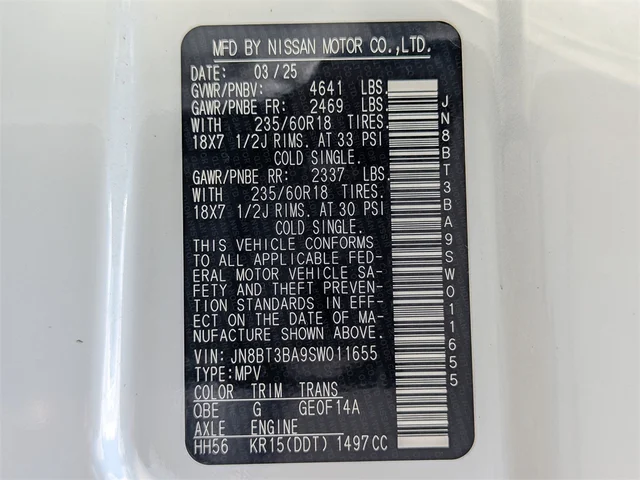 MFD BY NISSAN MOTOR CO.,LTD.
DATE: 03/25
GVWR/PNBV: 4641 LBS.
GAWR/PNBE FR: 2469 LBS.
WITH 235/60R18 TIRES.
18X7 1/2J RIMS. AT 33 PSI
COLD SINGLE.
GAWR/PNBE RR: 2337 LBS.
WITH 235/60R18 TIRES.
18X7 1/2J RIMS. AT 30 PSI
COLD SINGLE.
THIS VEHICLE CONFORMS
TO ALL APPLICABLE FED-
ERAL MOTOR VEHICLE SA-
FETY AND THEFT PREVEN-
TION STANDARDS IN EFF-
ECT ON THE DATE OF MA-
NUFACTURE SHOWN ABOVE.
VIN: JN8BT3BA9SW011655
TYPE: MPV
COLOR TRIM TRANS
QBE G GE0F14A
AXLE ENGINE
HH56 KR15(DDT) 1497CC
JN8BT3BA9SW011655